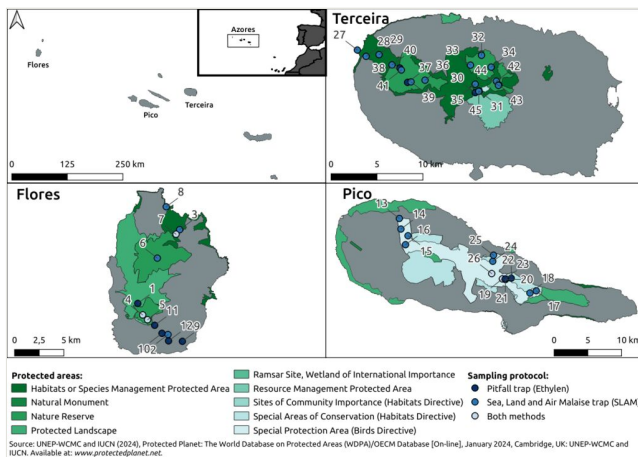 Azores
Flores
Pico
Terceira
0 125 250 km
Terceira
27
28
29
40
32
33
34
38
37
36
30
44
42
41
39
35
45
31
43
0 5 10 km
Flores
8
7
3
6
1
4
5
11
10
2
12
9
0 2,5 5 km
Pico
13
14
16
15
25
24
22
23
26
20
18
19
21
17
0 5 10 km
Protected areas:
Habitats or Species Management Protected Area
Natural Monument
Nature Reserve
Protected Landscape
Ramsar Site, Wetland of International Importance
Resource Management Protected Area
Sites of Community Importance (Habitats Directive)
Special Areas of Conservation (Habitats Directive)
Special Protection Area (Birds Directive)
Sampling protocol:
Pitfall trap (Ethylen)
Sea, Land and Air Malaise trap (SLAM)
Both methods
Source: UNEP-WCMC and IUCN (2024), Protected Planet: The World Database on Protected Areas (WDPA)/OECM Database [On-line], January 2024, Cambridge, UK: UNEP-WCMC and
IUCN. Available at: www.protectedplanet.net.